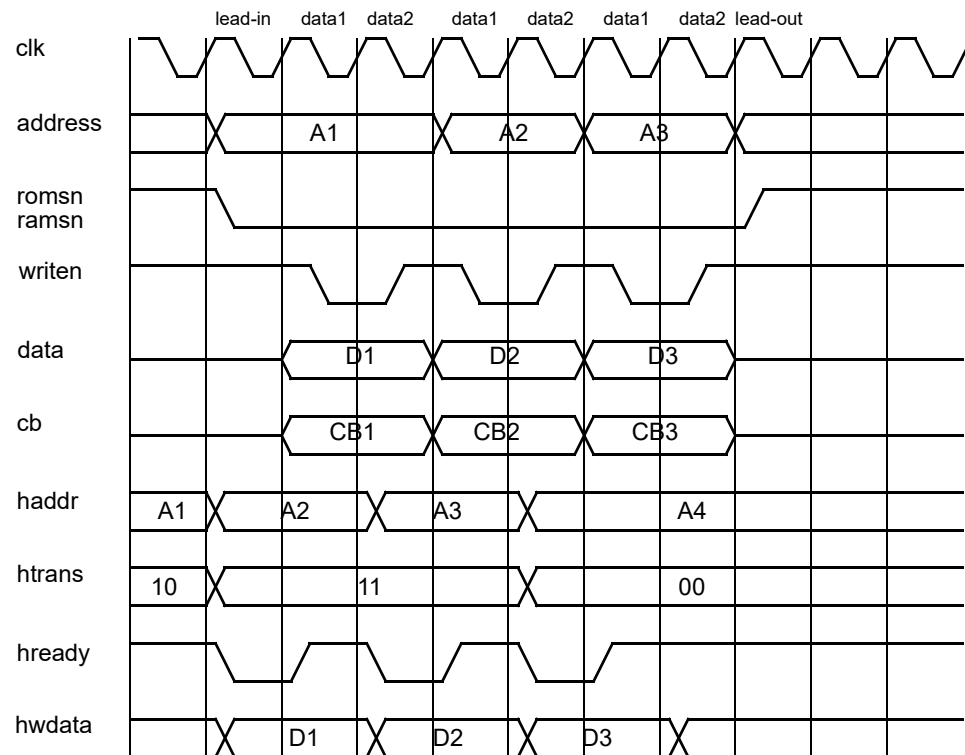 lead-in data1 data2 data1 data2 data1 data2 lead-out
clk
address A1 A2 A3
romsn
ramsn
writen
data D1 D2 D3
cb CB1 CB2 CB3
haddr A1 A2 A3 A4
htrans 10 11 00
hready
hwdata D1 D2 D3